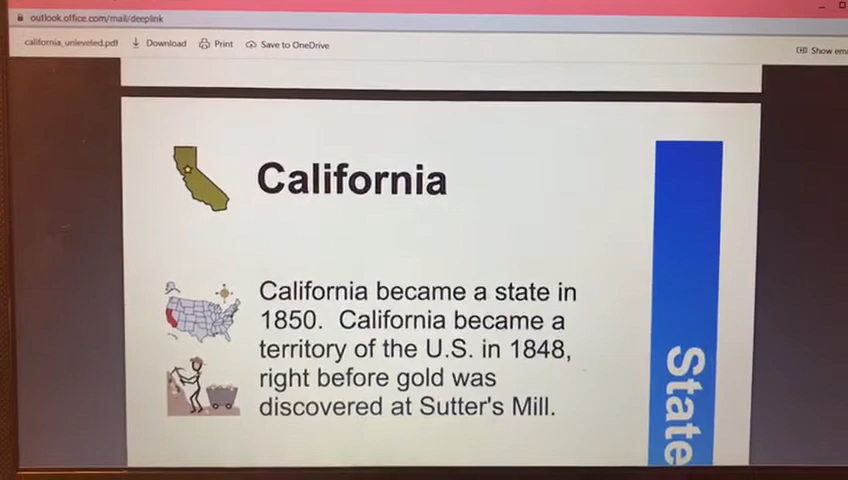 outlook.office.com/mail/deeplink
california_unleveled.pdf Download Print Save to OneDrive
Show
California
California became a state in
1850. California became a
territory of the U.S. in 1848,
right before gold was
discovered at Sutter's Mill.
State